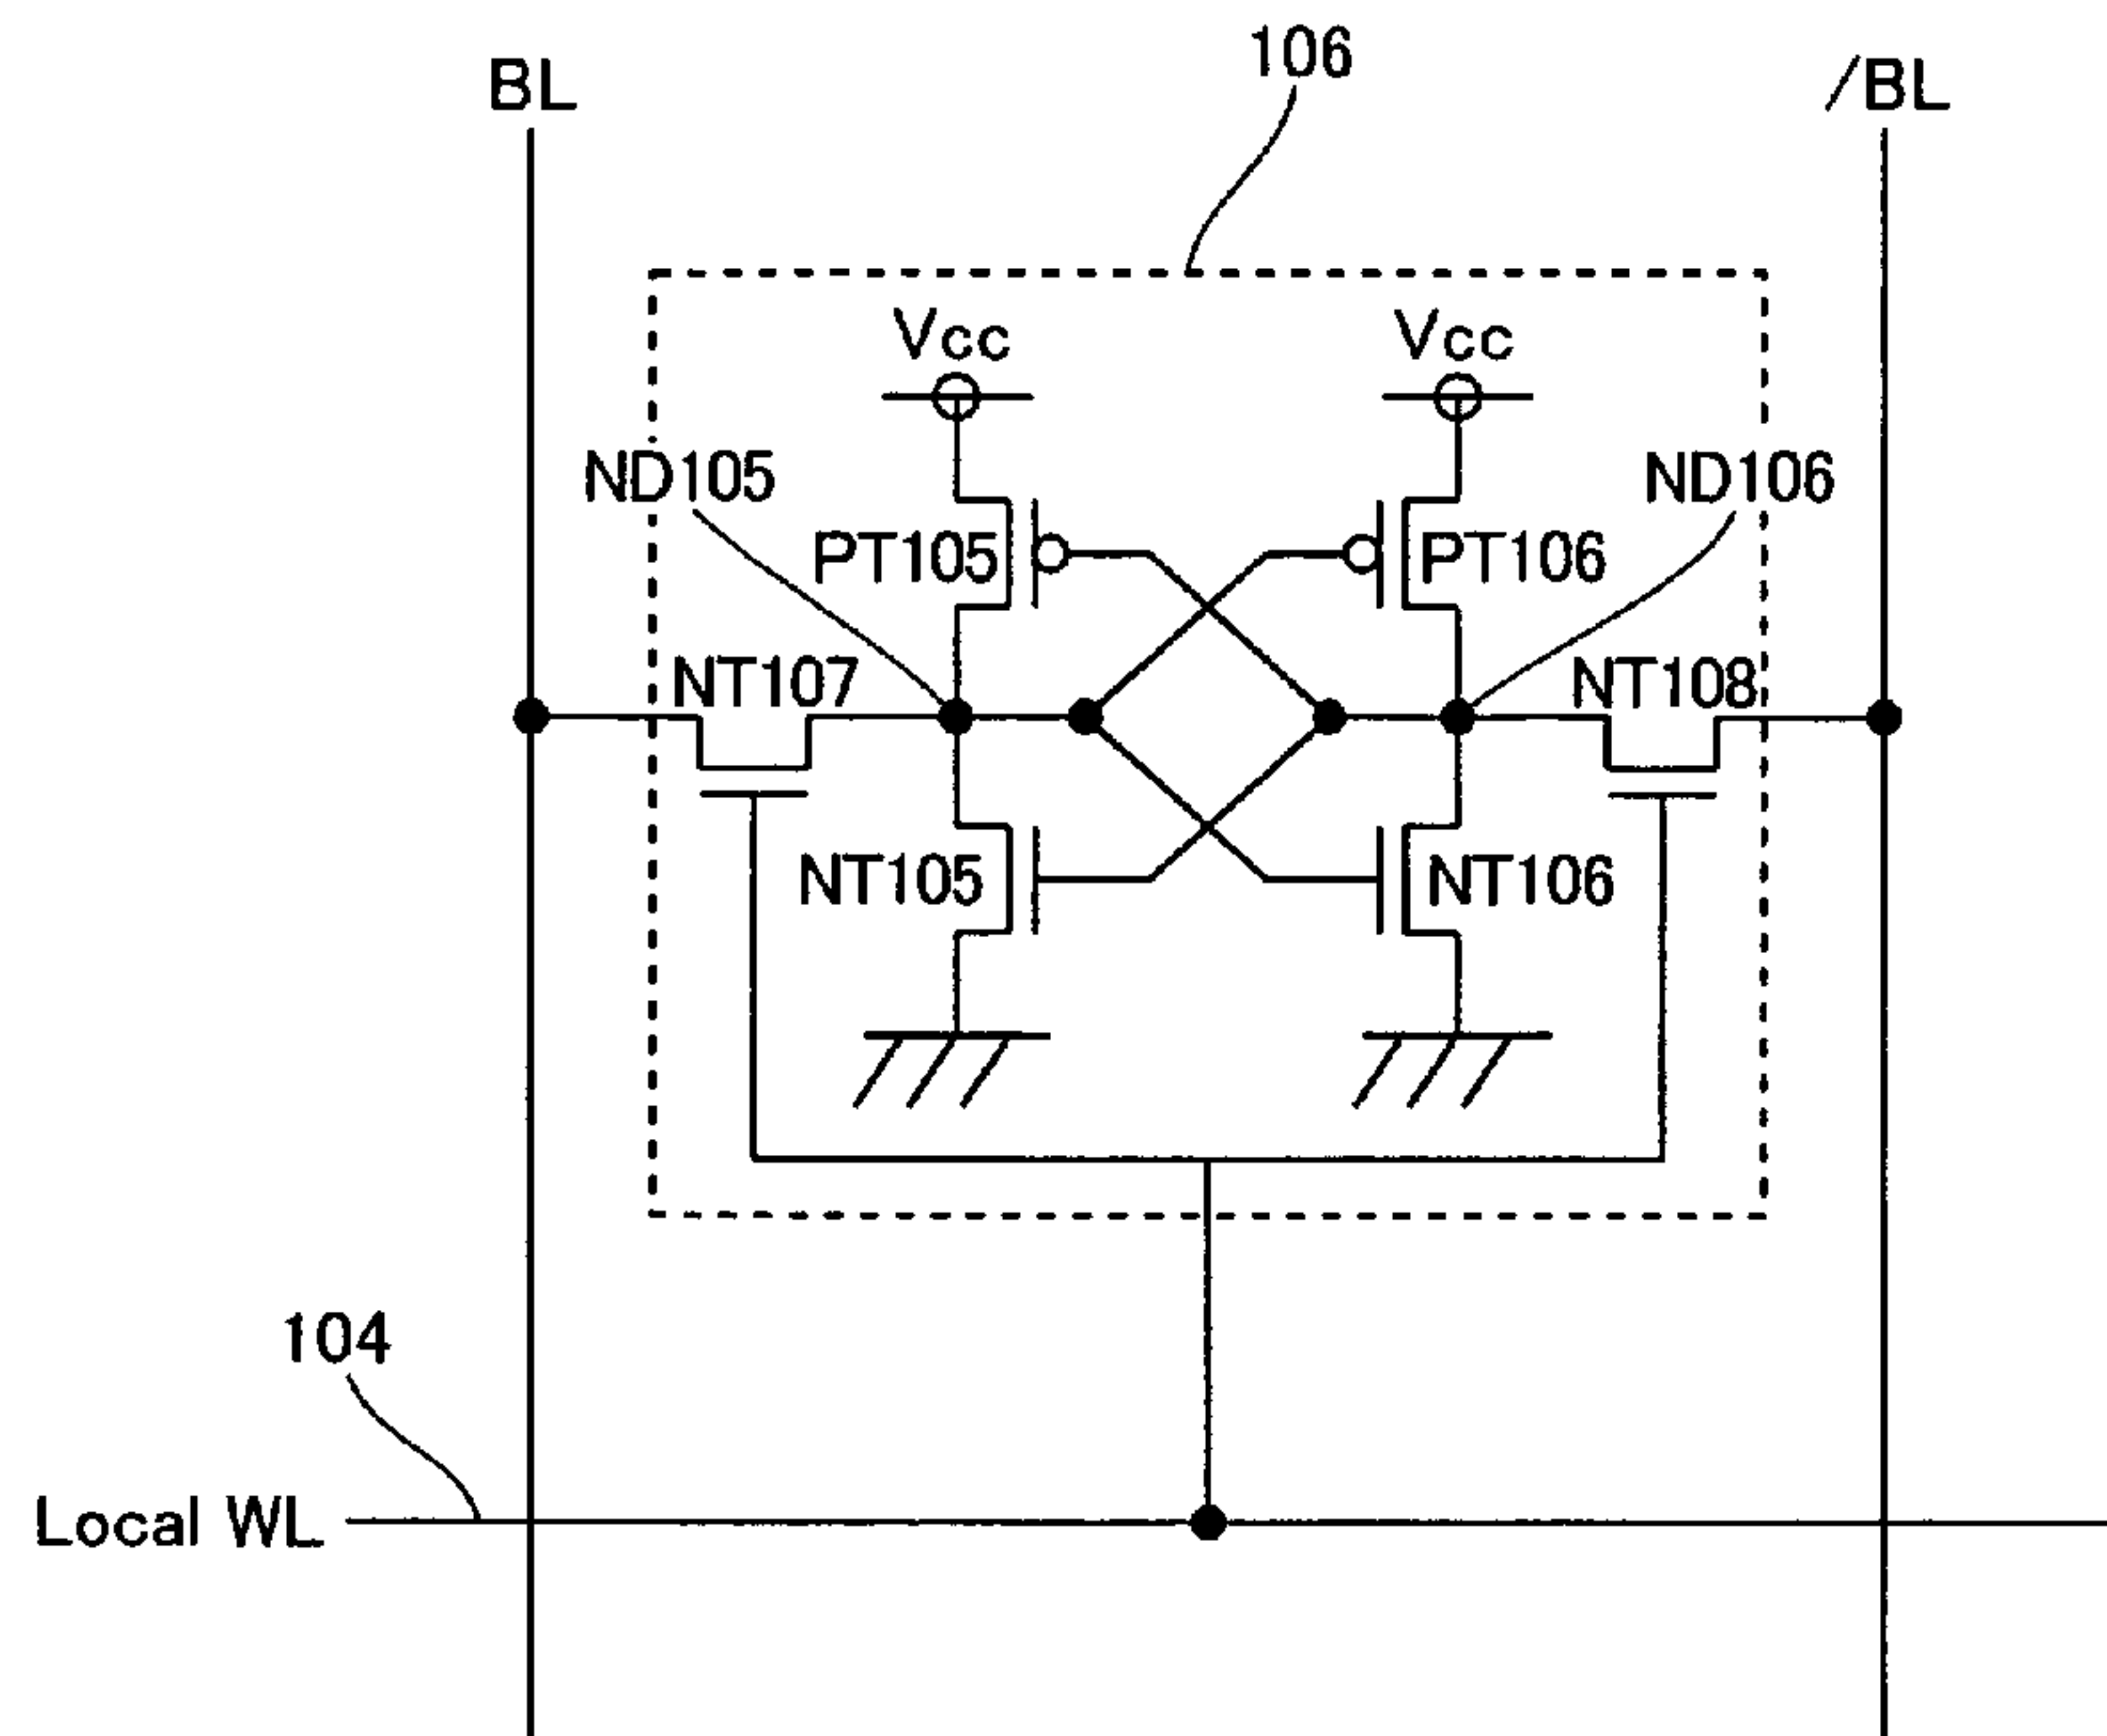 106
BL
/BL
Vcc
Vcc
ND105
ND106
PT105
PT106
NT107
NT108
NT105
NT106
104
Local WL